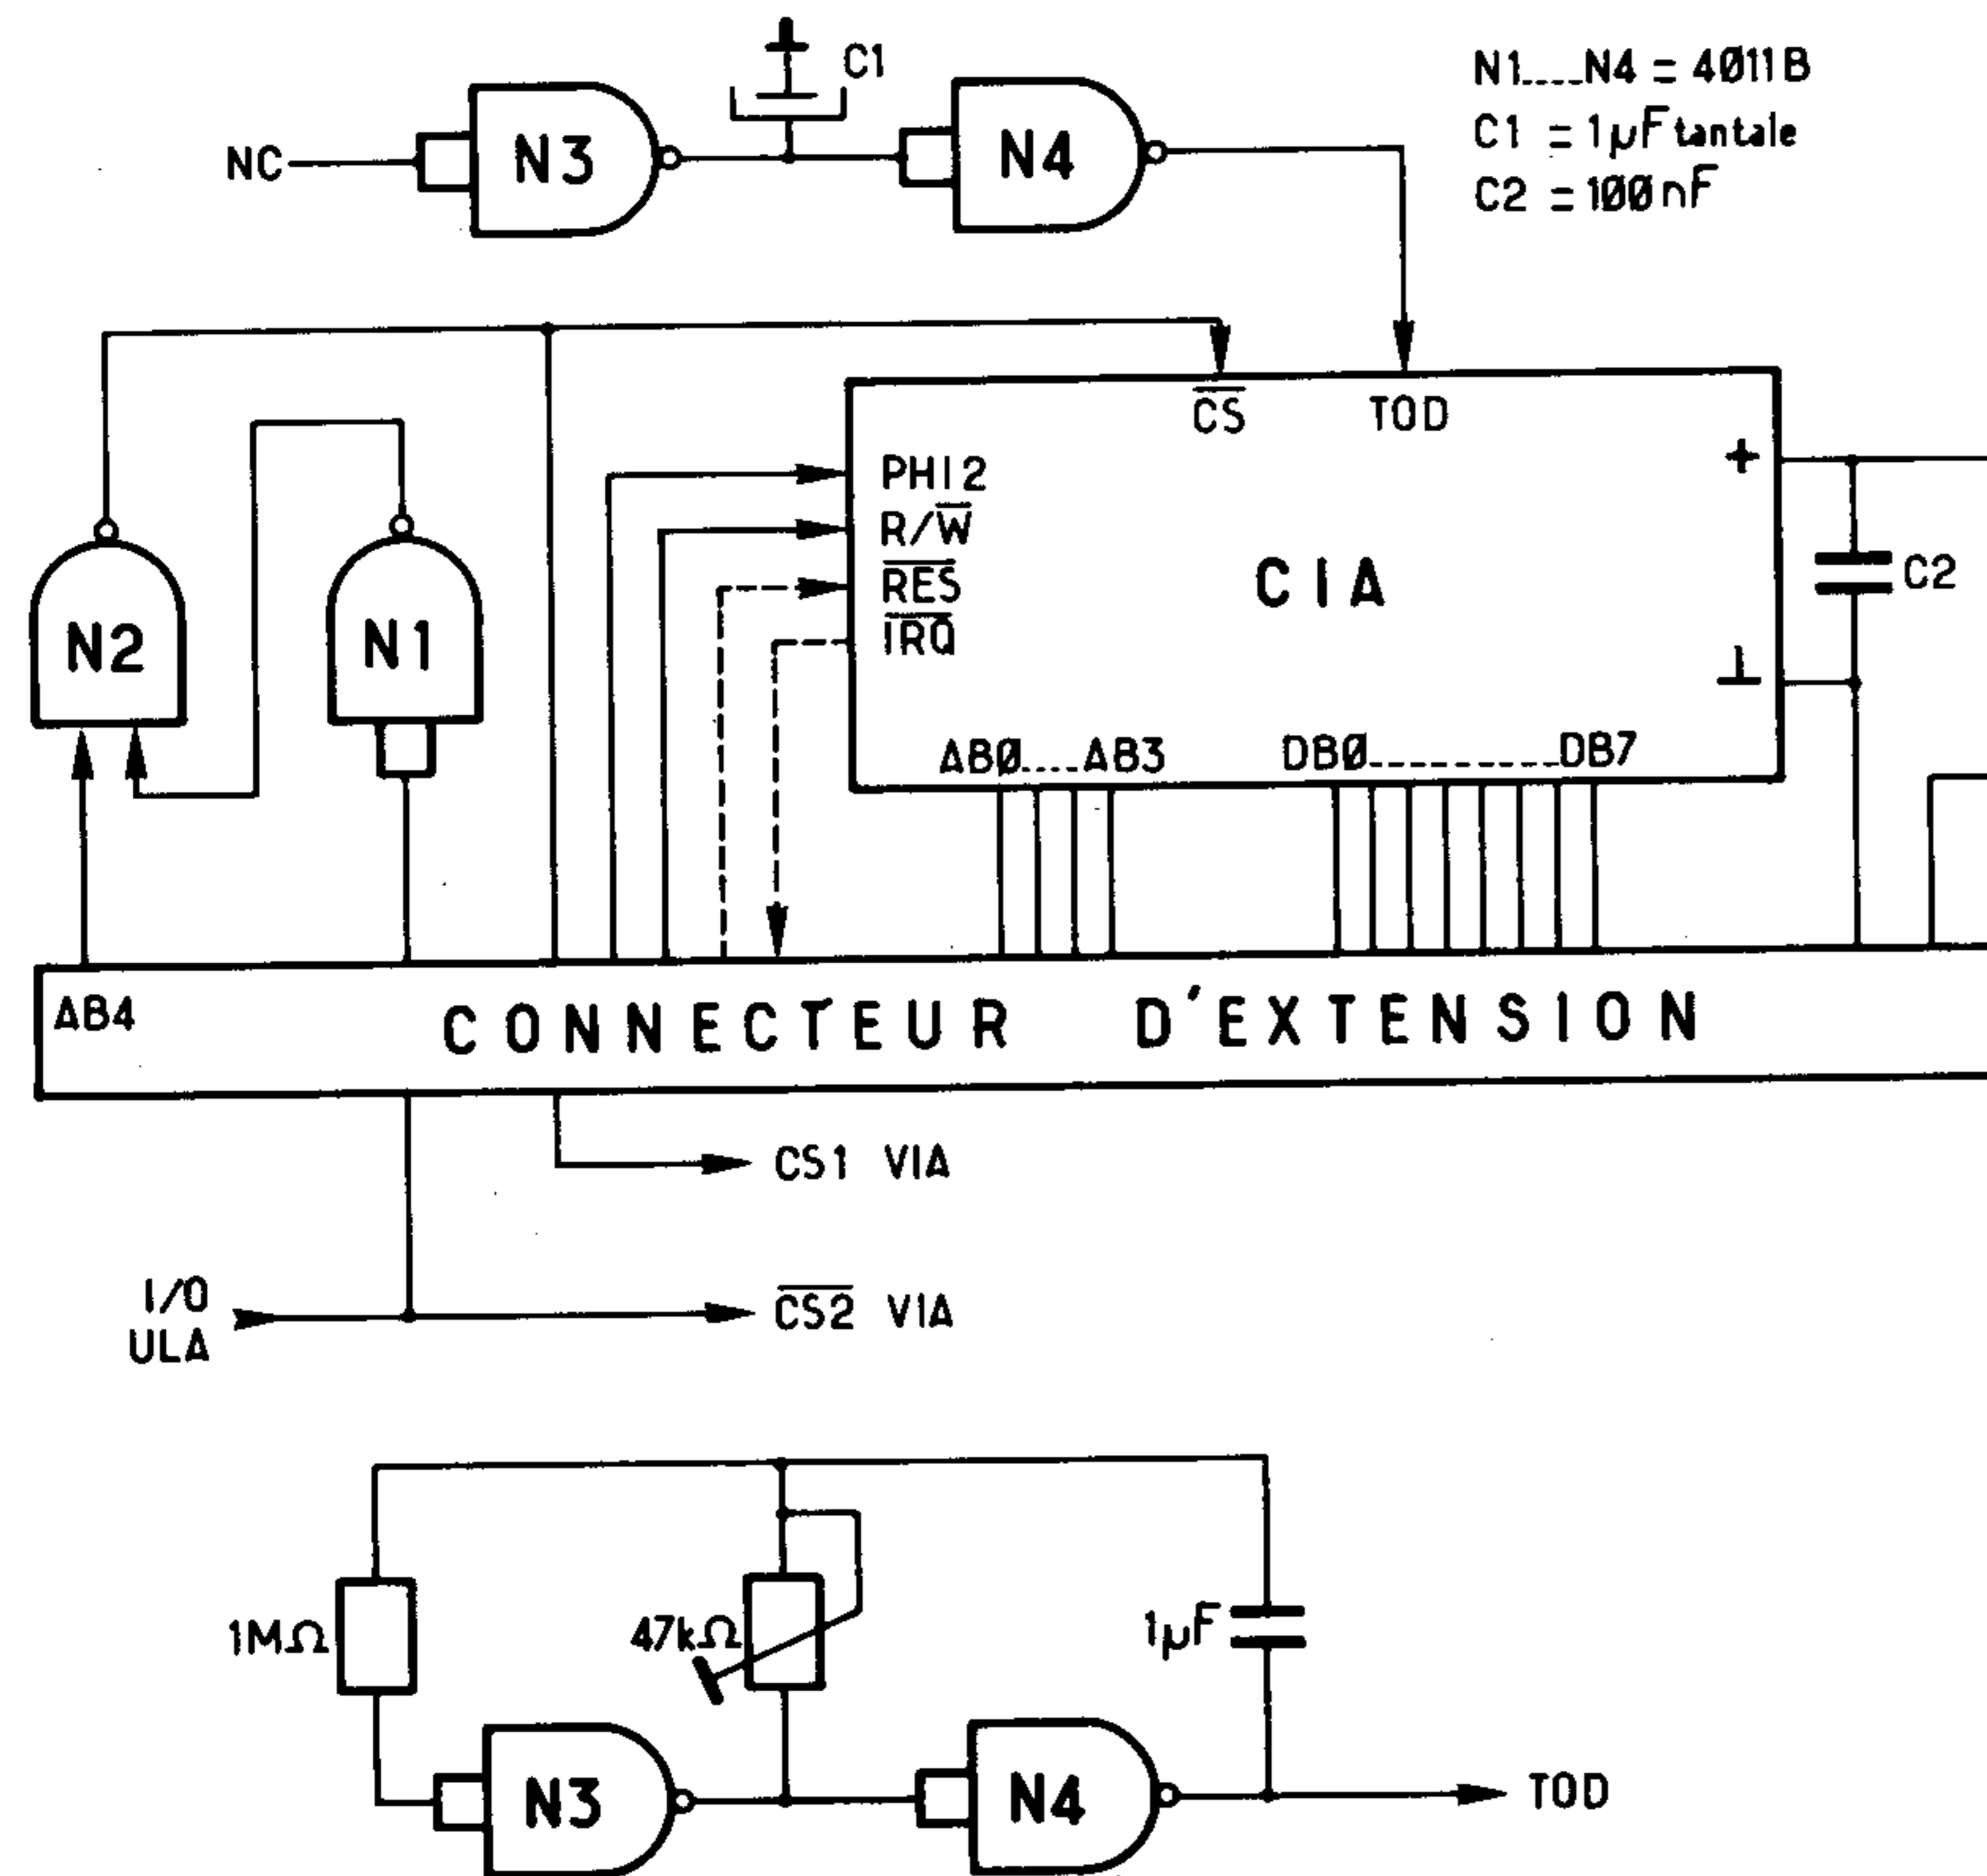 C1
N1....N4 = 4Ø11B
C1 = 1µF tantale
C2 = 1ØØnF
NC
N3
N4
CS
TOD
PHI2
R/W
RES
IRQ
+
CIA
C2
N2
N1
ABØ....AB3
DBØ..........DB7
AB4
CONNECTEUR D'EXTENSION
CS1 VIA
I/O
ULA
CS2 VIA
1MΩ
47kΩ
1µF
N3
N4
TOD